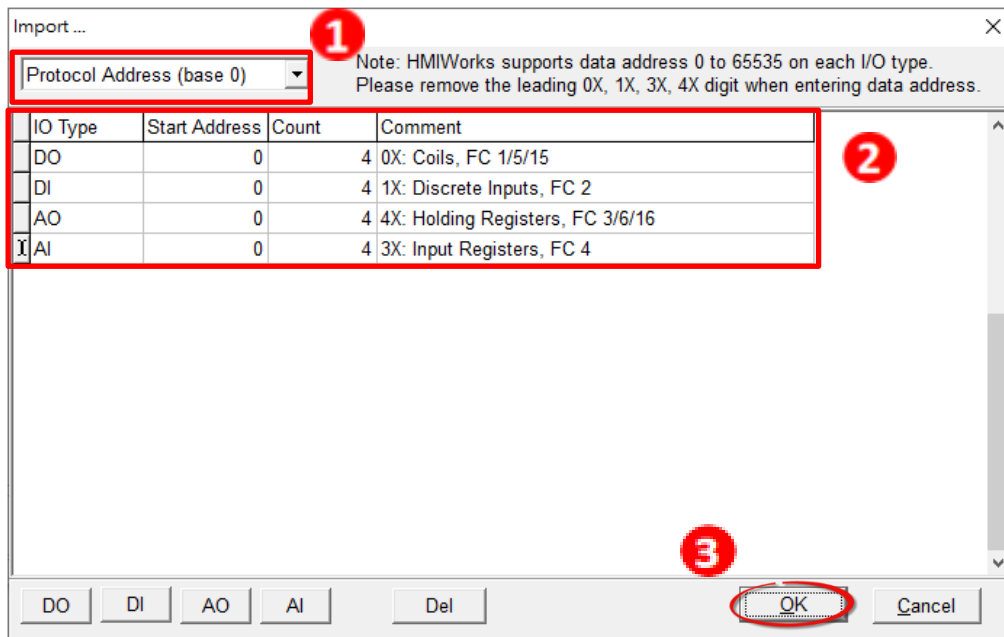 Import ...
1
Protocol Address (base 0)
Note: HMIWorks supports data address 0 to 65535 on each I/O type.
Please remove the leading 0X, 1X, 3X, 4X digit when entering data address.
IO Type Start Address Count Comment
2
DO 0 4 0X: Coils, FC 1/5/15
DI 0 4 1X: Discrete Inputs, FC 2
AO 0 4 4X: Holding Registers, FC 3/6/16
AI 0 4 3X: Input Registers, FC 4
3
DO DI AO AI Del OK Cancel